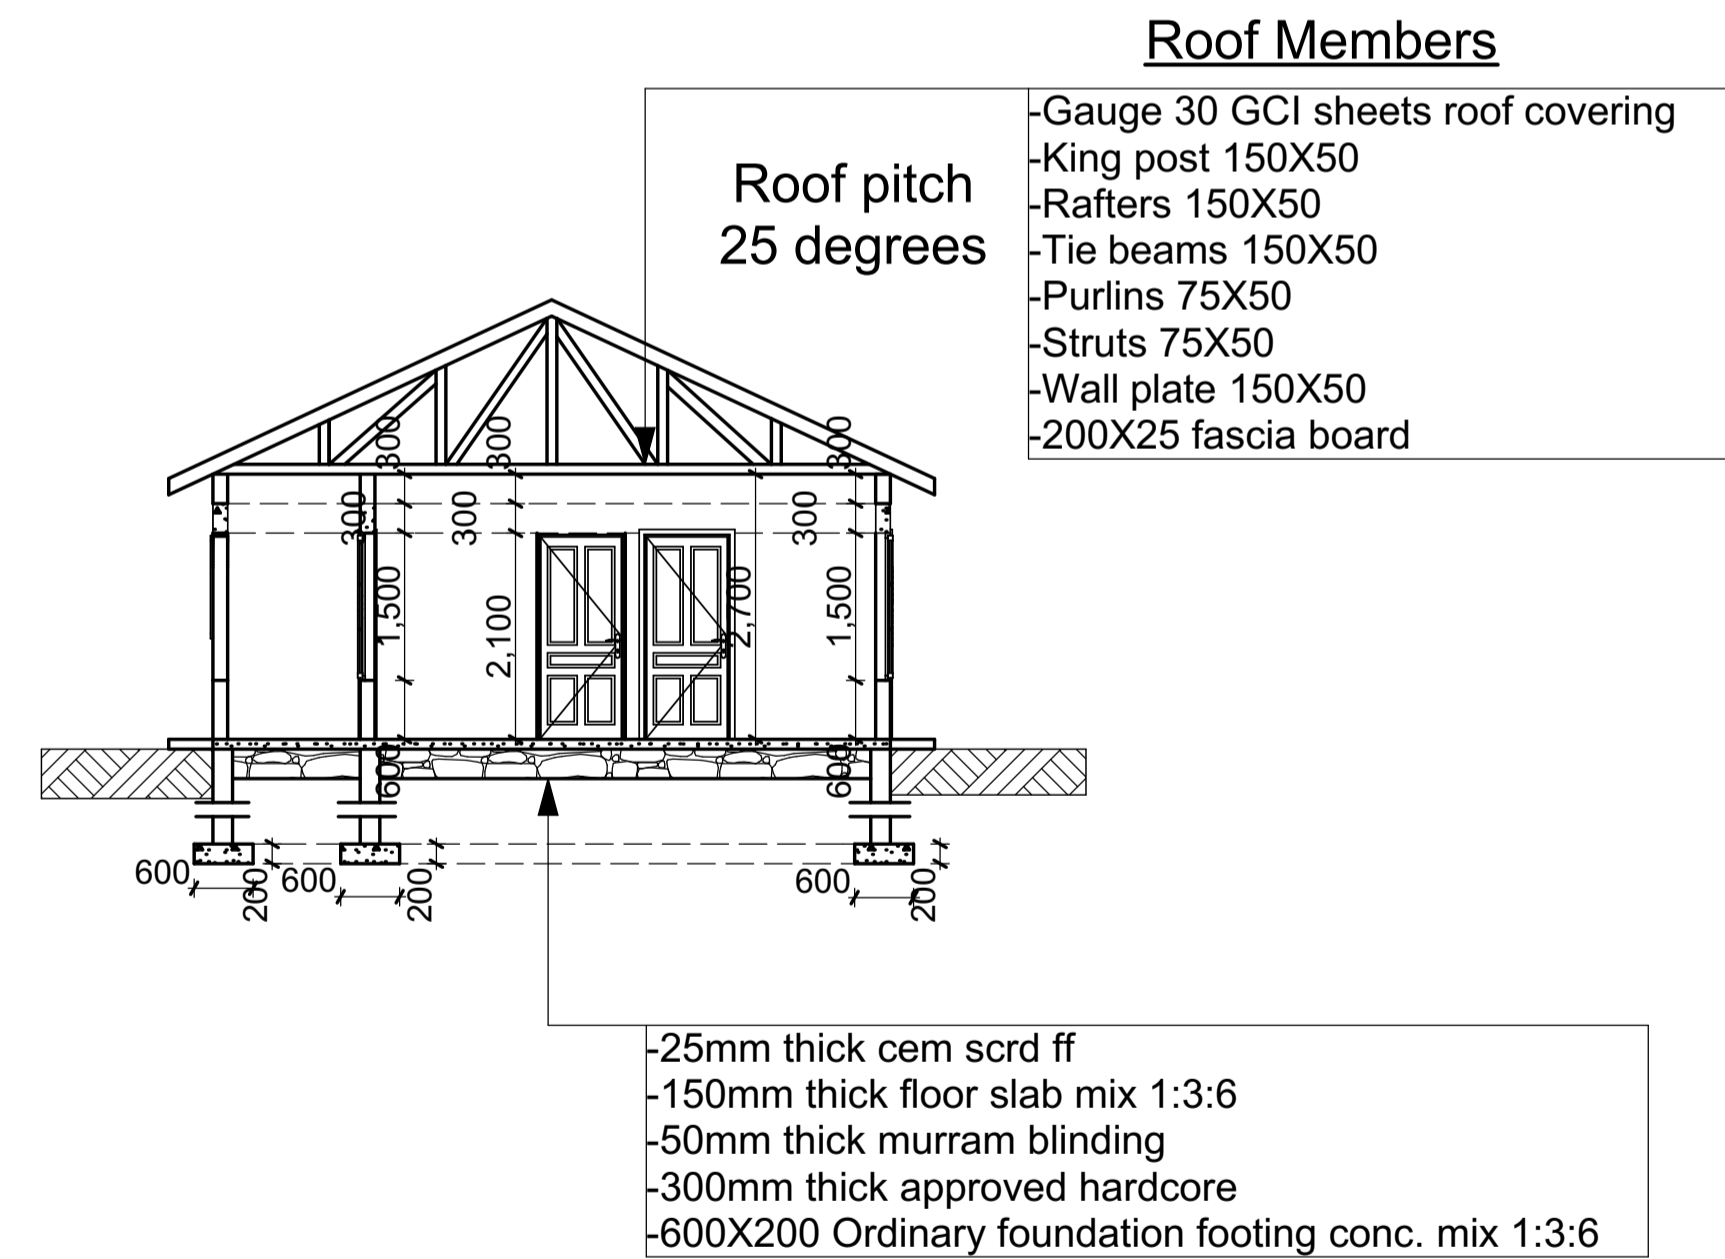 Roof Members
-Gauge 30 GCI sheets roof covering
-King post 150X50
-Rafters 150X50
-Tie beams 150X50
-Purlins 75X50
-Struts 75X50
-Wall plate 150X50
-200X25 fascia board
Roof pitch
25 degrees
300
300
300
300
300
300
1,500
2,100
2,700
1,500
600
600
600
200
600
200
600
200
-25mm thick cem scrd ff
-150mm thick floor slab mix 1:3:6
-50mm thick murram blinding
-300mm thick approved hardcore
-600X200 Ordinary foundation footing conc. mix 1:3:6